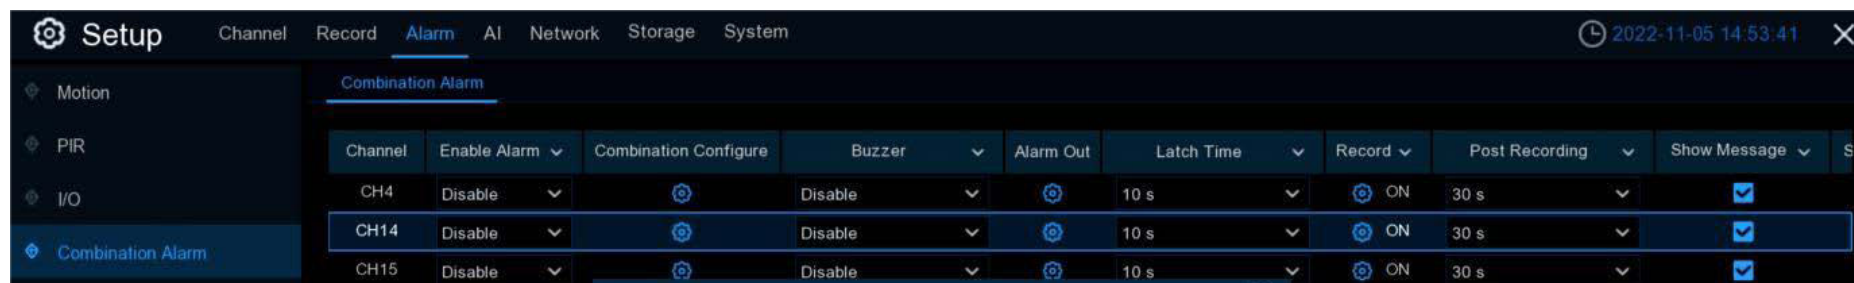 Setup Channel Record Alarm AI Network Storage System 2022-11-05 14:53:41
Combination Alarm
Motion
PIR
I/O
Combination Alarm
Channel Enable Alarm Combination Configure Buzzer Alarm Out Latch Time Record Post Recording Show Message S
CH4 Disable Disable 10 s ON 30 s
CH14 Disable Disable 10 s ON 30 s
CH15 Disable Disable 10 s ON 30 s